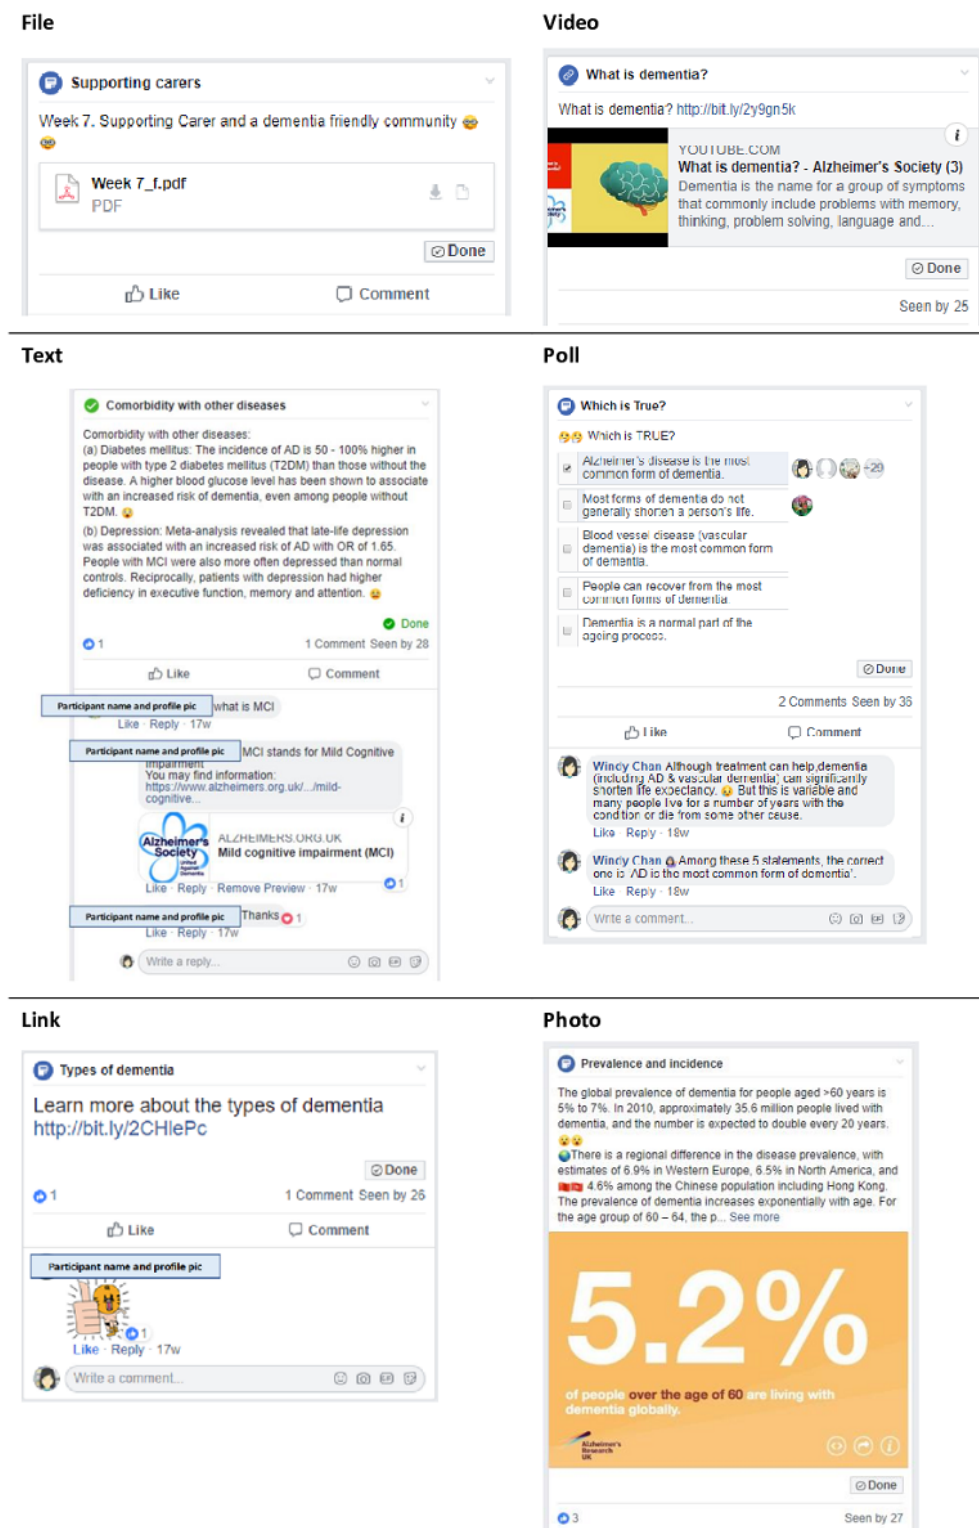 File
Supporting carers
Week 7. Supporting Carer and a dementia friendly community
Week 7_f.pdf
PDF
Done
Like Comment
Video
What is dementia?
What is dementia? http://bit.ly/2y9gn5k
YOUTUBE.COM
What is dementia? - Alzheimer's Society (3)
Dementia is the name for a group of symptoms
that commonly include problems with memory,
thinking, problem solving, language and...
Done
Seen by 25
Text
Comorbidity with other diseases
Comorbidity with other diseases:
(a) Diabetes mellitus: The incidence of AD is 50 - 100% higher in
people with type 2 diabetes mellitus (T2DM) than those without the
disease. A higher blood glucose level has been shown to associate
with an increased risk of dementia, even among people without
T2DM.
(b) Depression: Meta-analysis revealed that late-life depression
was associated with an increased risk of AD with OR of 1.65.
People with MCI were also more often depressed than normal
controls. Reciprocally, patients with depression had higher
deficiency in executive function, memory and attention.
Done
1 1 Comment Seen by 28
Like Comment
Participant name and profile pic what is MCI
Like · Reply · 17w
Participant name and profile pic MCI stands for Mild Cognitive
Impairment
You may find information:
https://www.alzheimers.org.uk/.../mild-
cognitive...
Alzheimer's
Society
United
Against
Dementia
ALZHEIMERS.ORG.UK
Mild cognitive impairment (MCI)
Like · Reply · Remove Preview · 17w 1
Participant name and profile pic Thanks 1
Like · Reply · 17w
Write a reply...
Poll
Which is True?
Which is TRUE?
Alzheimer's disease is the most
common form of dementia.
+29
Most forms of dementia do not
generally shorten a person's life.
Blood vessel disease (vascular
dementia) is the most common form
of dementia.
People can recover from the most
common forms of dementia.
Dementia is a normal part of the
ageing process.
Done
2 Comments Seen by 36
Like Comment
Windy Chan Although treatment can help, dementia
(including AD & vascular dementia) can significantly
shorten life expectancy. But this is variable and
many people live for a number of years with the
condition or die from some other cause.
Like · Reply · 18w
Windy Chan Among these 5 statements, the correct
one is 'AD is the most common form of dementia'.
Like · Reply · 18w
Write a comment...
Link
Types of dementia
Learn more about the types of dementia
http://bit.ly/2CHlePc
Done
1 1 Comment Seen by 26
Like Comment
Participant name and profile pic
1
Like · Reply · 17w
Write a comment...
Photo
Prevalence and incidence
The global prevalence of dementia for people aged >60 years is
5% to 7%. In 2010, approximately 35.6 million people lived with
dementia, and the number is expected to double every 20 years.
There is a regional difference in the disease prevalence, with
estimates of 6.9% in Western Europe, 6.5% in North America, and
4.6% among the Chinese population including Hong Kong.
The prevalence of dementia increases exponentially with age. For
the age group of 60 – 64, the p... See more
5.2%
of people over the age of 60 are living with
dementia globally.
Alzheimer's
Research
UK
Done
3 Seen by 27